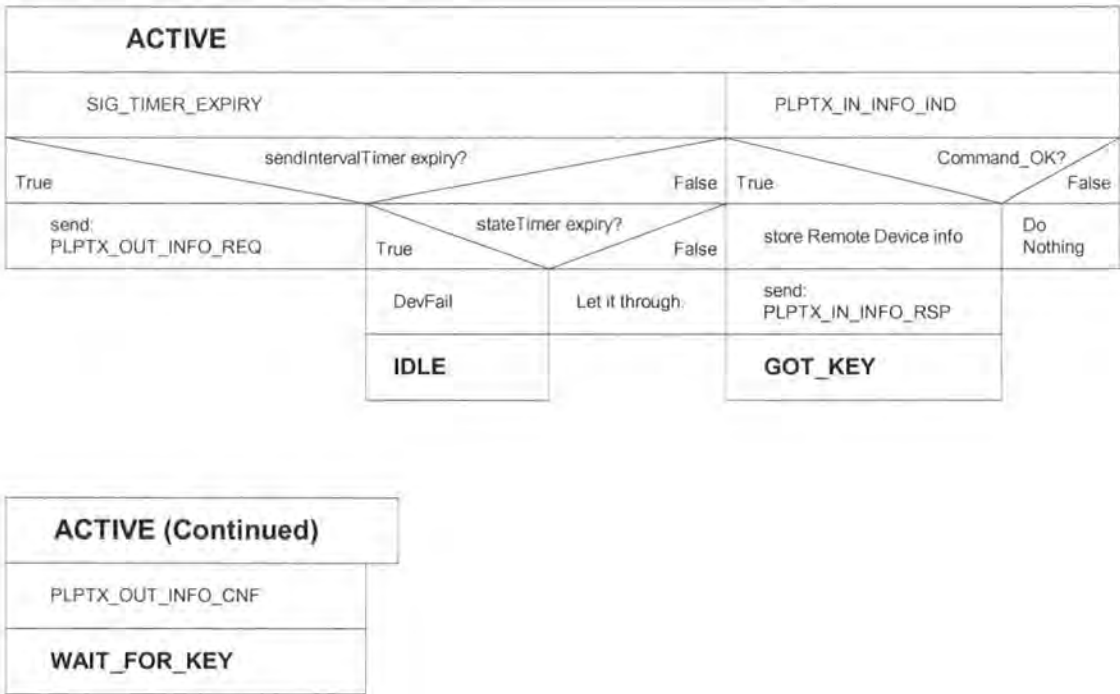 ACTIVE
SIG_TIMER_EXPIRY
PLPTX_IN_INFO_IND
sendIntervalTimer expiry?
Command_OK?
True
False
True
False
send:
PLPTX_OUT_INFO_REQ
stateTimer expiry?
True
False
store Remote Device info
Do
Nothing
DevFail
Let it through
send:
PLPTX_IN_INFO_RSP
IDLE
GOT_KEY
ACTIVE (Continued)
PLPTX_OUT_INFO_CNF
WAIT_FOR_KEY